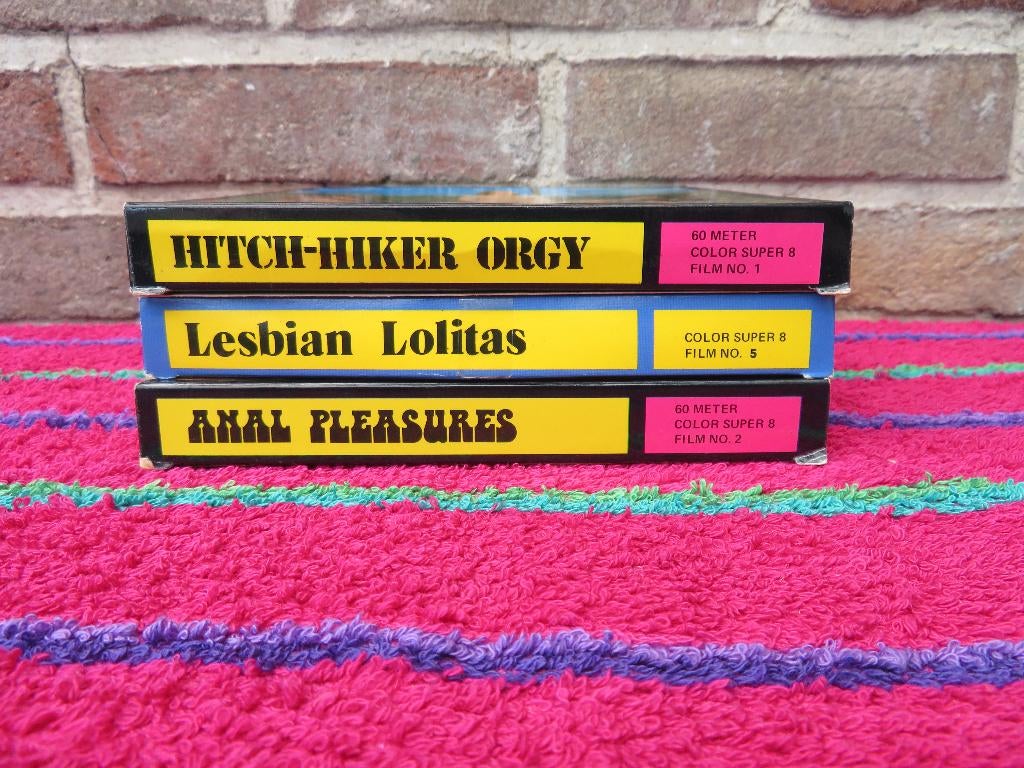 HITCH-HIKER ORGY
60 METER
COLOR SUPER 8
FILM NO. 1
Lesbian Lolitas
COLOR SUPER 8
FILM NO. 5
ANAL PLEASURES
60 METER
COLOR SUPER 8
FILM NO. 2